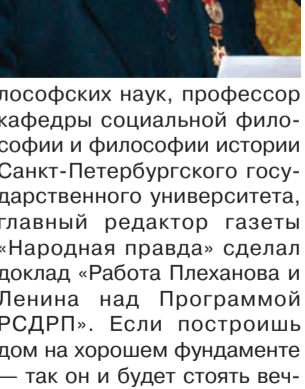 лософских наук, профессор
кафедры социальной фило-
софии и философии истории
Санкт-Петербургского госу-
дарственного университета,
главный редактор газеты
«Народная правда» сделал
доклад «Работа Плеханова и
Ленина над Программой
РСДРП». Если построишь
дом на хорошем фундаменте
— так он и будет стоять веч-